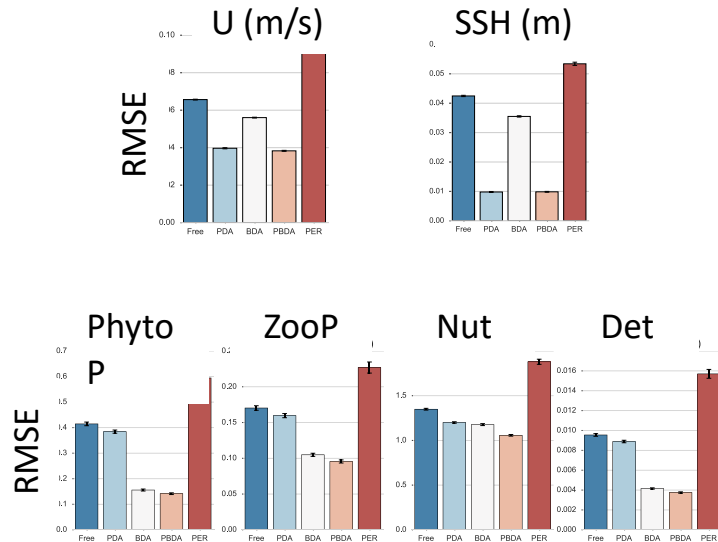 U (m/s)
SSH (m)
RMSE
0.10
0.00
Free PDA BDA PBDA PER
0.05
0.04
0.03
0.02
0.01
0.00
Free PDA BDA PBDA PER
Phyto
P
ZooP
Nut
Det
RMSE
0.7
Free PDA BDA PBDA PER
0.20
0.15
0.10
0.05
0.00
Free PDA BDA PBDA PER
1.5
1.0
0.5
0.0
Free PDA BDA PBDA PER
0.016
0.014
0.012
0.010
0.008
0.006
0.004
0.002
0.000
Free PDA BDA PBDA PER